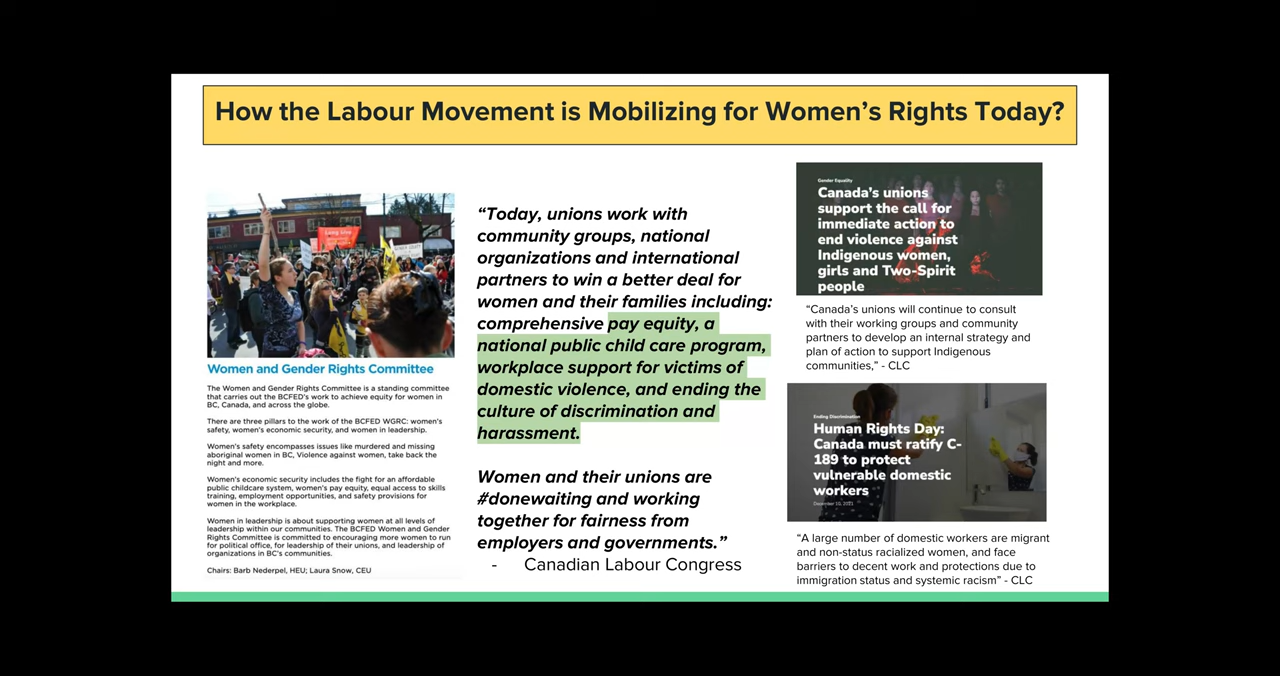 How the Labour Movement is Mobilizing for Women's Rights Today?
Women and Gender Rights Committee
The Women and Gender Rights Committee is a standing committee
that carries out the BCFED's work to achieve equity for women in
BC, Canada, and across the globe.
There are three pillars to the work of the BCFED WGRC: women's
safety, women's economic security, and women in leadership.
Women's safety encompasses issues like murdered and missing
aboriginal women in BC, Violence against women, take back the
night and more.
Women's economic security includes the fight for an affordable
public childcare system, women's pay equity, equal access to skills
training, employment opportunities, and safety provisions for
women in the workplace.
Women in leadership is about supporting women at all levels of
leadership within our communities. The BCFED Women and Gender
Rights Committee is committed to encouraging more women to run
for political office, for leadership of their unions, and leadership of
organizations in BC's communities.
Chairs: Barb Nederpel, HEU; Laura Snow, CEU
“Today, unions work with
community groups, national
organizations and international
partners to win a better deal for
women and their families including:
comprehensive pay equity, a
national public child care program,
workplace support for victims of
domestic violence, and ending the
culture of discrimination and
harassment.
Women and their unions are
#donewaiting and working
together for fairness from
employers and governments.”
- Canadian Labour Congress
Gender Equality
Canada's unions
support the call for
immediate action to
end violence against
Indigenous women,
girls and Two-Spirit
people
“Canada's unions will continue to consult
with their working groups and community
partners to develop an internal strategy and
plan of action to support Indigenous
communities,” - CLC
Ending Discrimination
Human Rights Day:
Canada must ratify C-
189 to protect
vulnerable domestic
workers
December 10, 2021
“A large number of domestic workers are migrant
and non-status racialized women, and face
barriers to decent work and protections due to
immigration status and systemic racism” - CLC